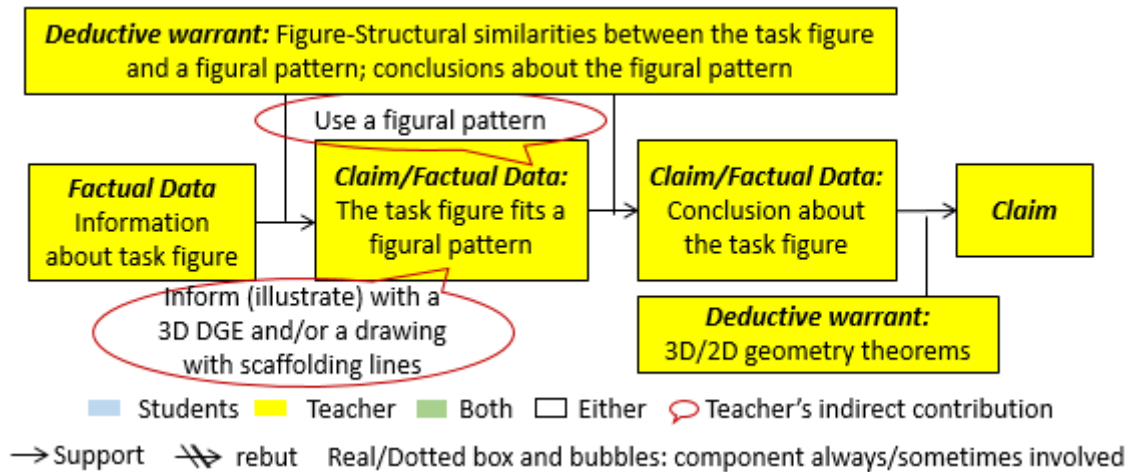 Deductive warrant: Figure-Structural similarities between the task figure
and a figural pattern; conclusions about the figural pattern
Use a figural pattern
Factual Data
Information
about task figure
Claim/Factual Data:
The task figure fits a
figural pattern
Claim/Factual Data:
Conclusion about
the task figure
Claim
Inform (illustrate) with a
3D DGE and/or a drawing
with scaffolding lines
Deductive warrant:
3D/2D geometry theorems
Students Teacher Both Either Teacher's indirect contribution
Support rebut Real/Dotted box and bubbles: component always/sometimes involved